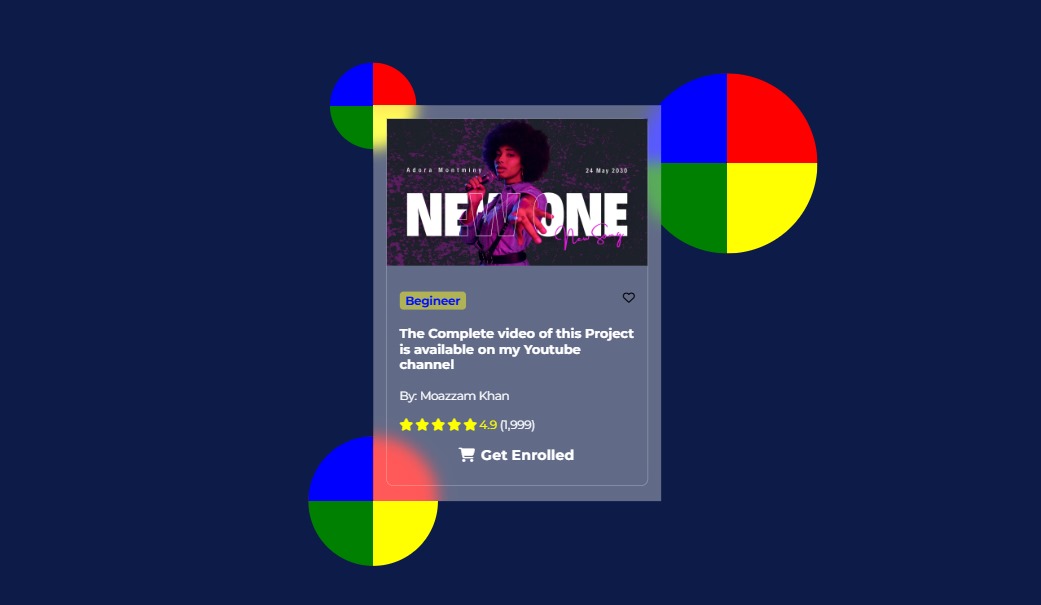 Adara Montminy 24 May 2030
NEW ONE
New Song
Begineer
The Complete video of this Project
is available on my Youtube
channel
By: Moazzam Khan
4.9 (1,999)
Get Enrolled